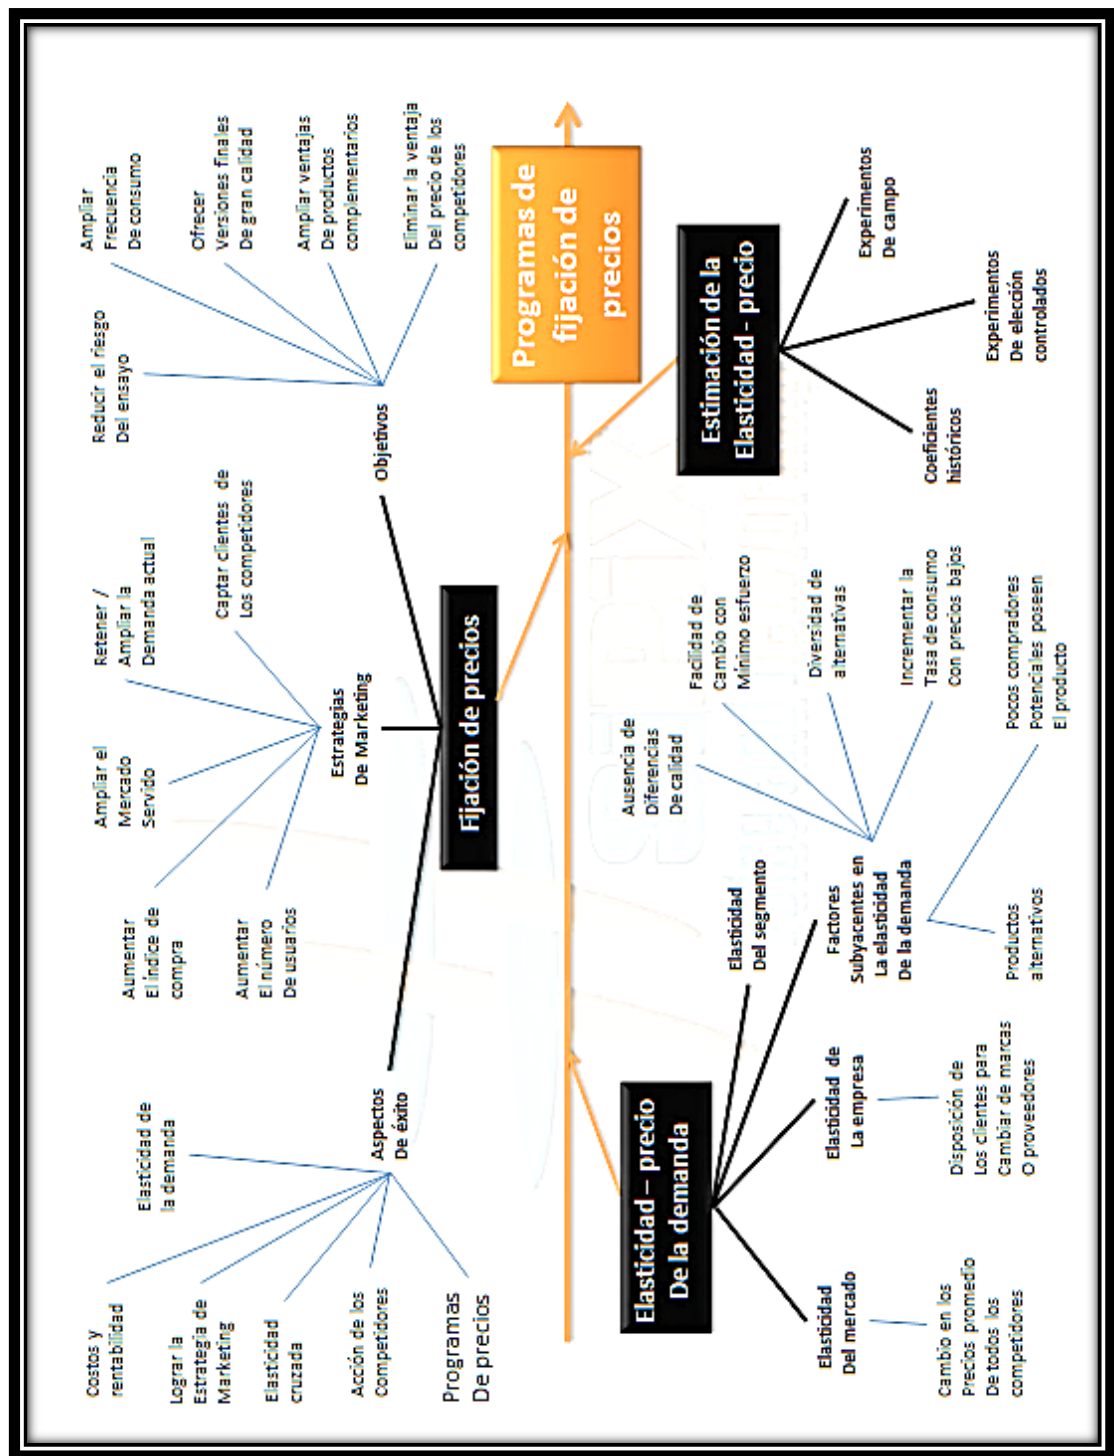 Costos y
rentabilidad
Lograr la
Estrategia de
Marketing
Elasticidad
cruzada
Acción de los
Competidores
Programas
De precios
Elasticidad de
la demanda
Aspectos
De éxito
Aumentar
El índice de
compra
Aumentar
El número
De usuarios
Ampliar el
Mercado
Servido
Retener /
Ampliar la
Demanda actual
Captar clientes de
Los competidores
Estrategias
De Marketing
Reducir el riesgo
Del ensayo
Ampliar
Frecuencia
De consumo
Ofrecer
Versiones finales
De gran calidad
Ampliar ventajas
De productos
complementarios
Eliminar la ventaja
Del precio de los
competidores
Objetivos
Fijación de precios
Programas de
fijación de
precios
Elasticidad – precio
De la demanda
Elasticidad
Del mercado
Cambio en los
Precios promedio
De todos los
competidores
Elasticidad de
La empresa
Disposición de
Los clientes para
Cambiar de marcas
O proveedores
Elasticidad
Del segmento
Factores
Subyacentes en
La elasticidad
De la demanda
Ausencia de
Diferencias
De calidad
Facilidad de
Cambio con
Mínimo esfuerzo
Diversidad de
alternativas
Incrementar la
Tasa de consumo
Con precios bajos
Pocos compradores
Potenciales poseen
El producto
Productos
alternativos
Estimación de la
Elasticidad - precio
Coeficientes
históricos
Experimentos
De elección
controlados
Experimentos
De campo